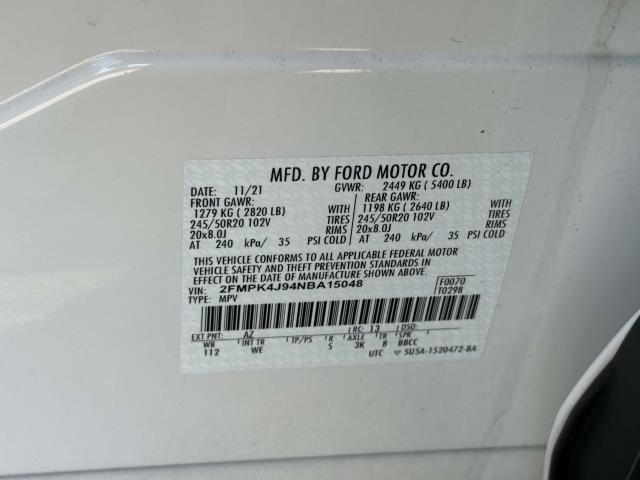 MFD. BY FORD MOTOR CO.
DATE: 11/21 GVWR: 2449 KG ( 5400 LB)
FRONT GAWR: REAR GAWR:
1279 KG ( 2820 LB) WITH 1198 KG ( 2640 LB) WITH
245/50R20 102V TIRES 245/50R20 102V TIRES
20x8.0J RIMS 20x8.0J RIMS
AT 240 kPa/ 35 PSI COLD AT 240 kPa/ 35 PSI COLD
THIS VEHICLE CONFORMS TO ALL APPLICABLE FEDERAL MOTOR
VEHICLE SAFETY AND THEFT PREVENTION STANDARDS IN
EFFECT ON THE DATE OF MANUFACTURE SHOWN ABOVE.
VIN: 2FMPK4J94NBA15048 F0070
TYPE: MPV T0298
EXT PNT: AZ RC: 13 DSO:
WB INT TR TP/PS R AXLE TR SPR
112 WE S 3K 8 BBCC
UTC 5U5A-1520472-BA